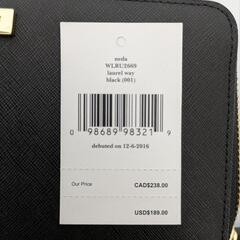 neda
WLRU2669
laurel way
black (001)
0 98689 98321 9
debuted on 12-6-2016
Our Price
CAD$238.00
USD$189.00